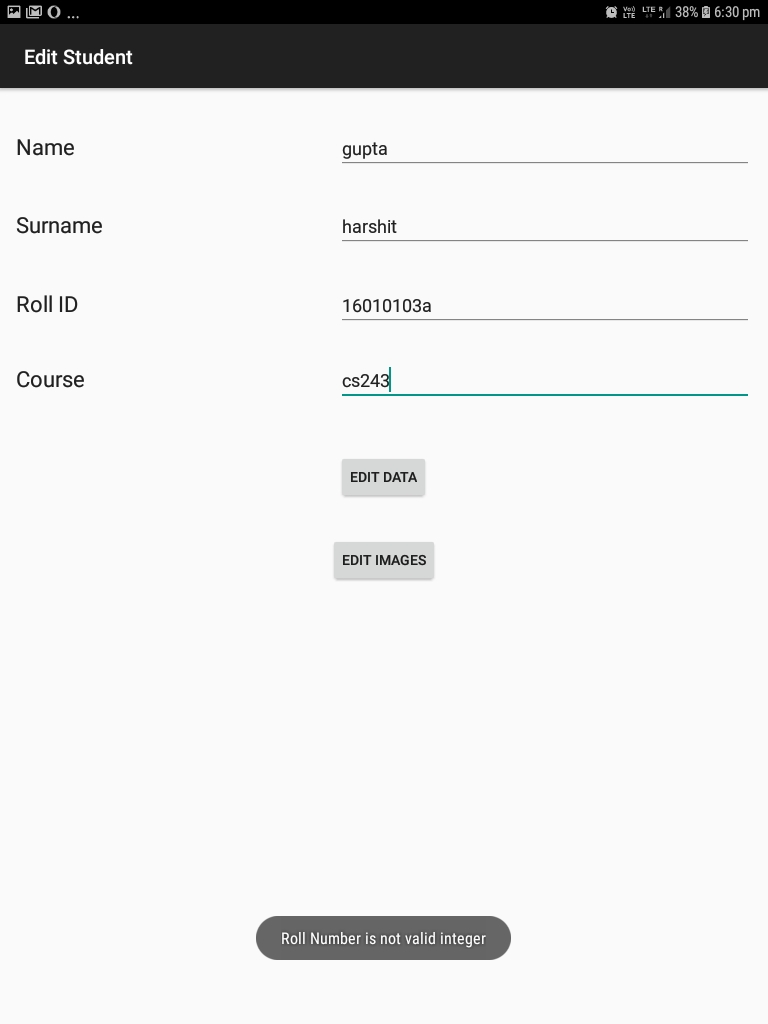 ... 38% 6:30 pm
Edit Student
Name gupta
Surname harshit
Roll ID 16010103a
Course cs243
EDIT DATA
EDIT IMAGES
Roll Number is not valid integer